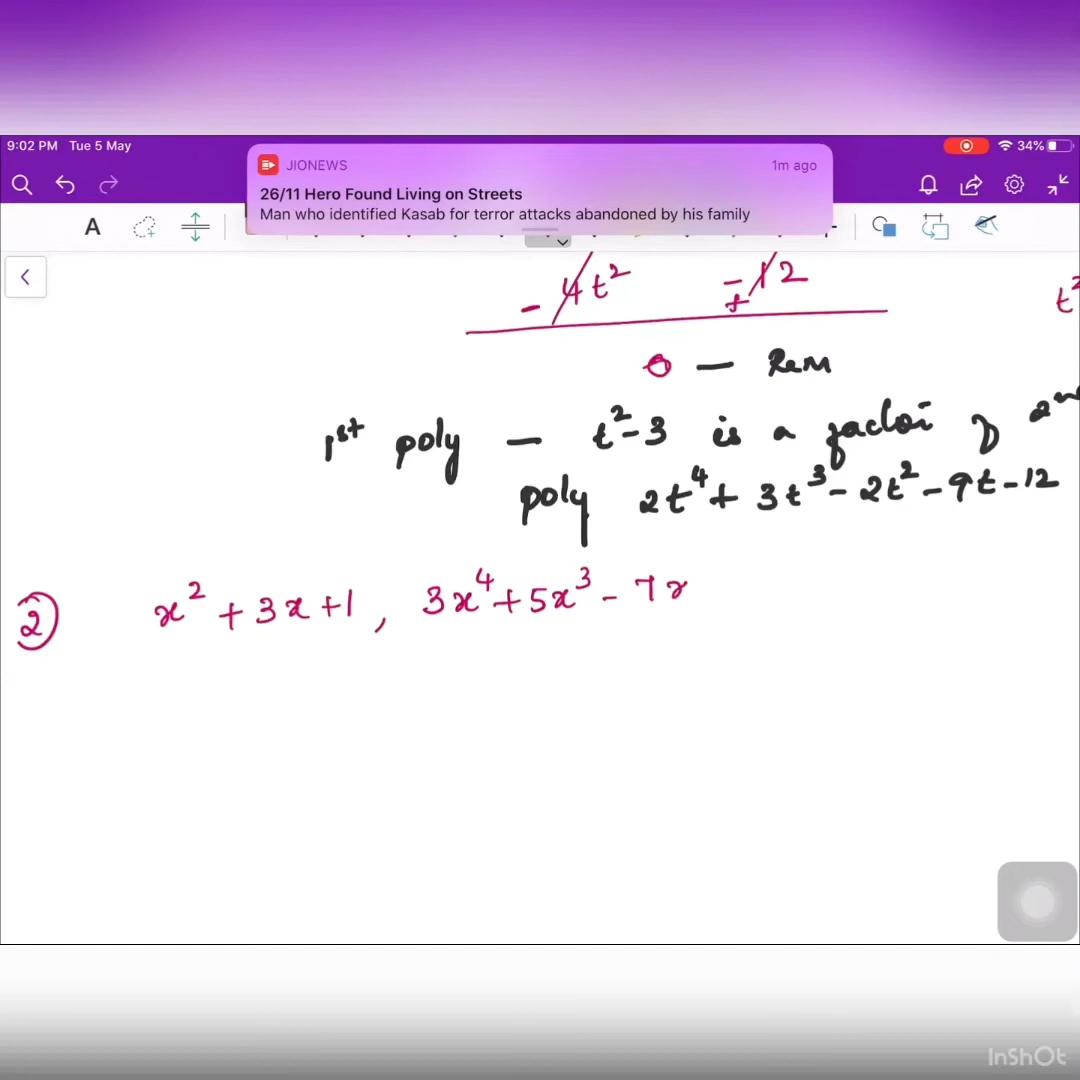 9:02 PM Tue 5 May
34%
JIONEWS 1m ago
26/11 Hero Found Living on Streets
Man who identified Kasab for terror attacks abandoned by his family
A
- 4t² - 12
+
t²
0 — Rem
1st poly — t²-3 is a factor of 2nd
poly 2t⁴ + 3t³ - 2t² - 9t - 12
② x² + 3x + 1 , 3x⁴ + 5x³ - 7x
InShOt